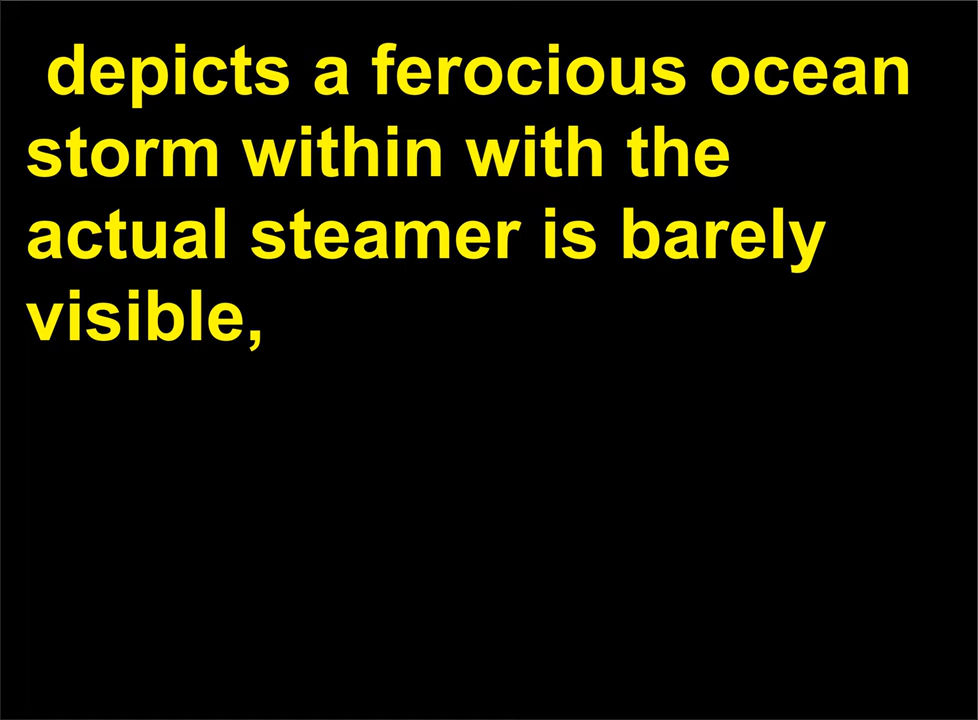 depicts a ferocious ocean
storm within with the
actual steamer is barely
visible,